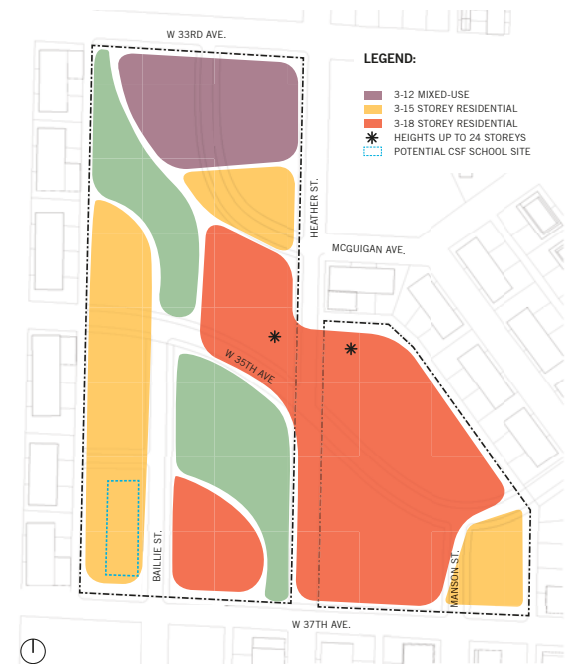 W 33RD AVE.
LEGEND:
3-12 MIXED-USE
3-15 STOREY RESIDENTIAL
3-18 STOREY RESIDENTIAL
HEIGHTS UP TO 24 STOREYS
POTENTIAL CSF SCHOOL SITE
HEATHER ST.
MCGUIGAN AVE.
W 35TH AVE
BAILLIE ST.
MANSON ST.
W 37TH AVE.